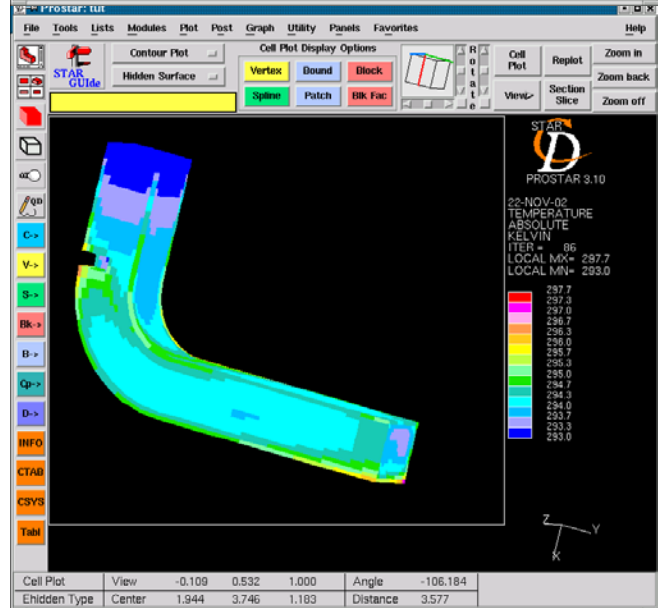 Prostar: tut
File Tools Lists Modules Plot Post Graph Utility Panels Favorites Help
STAR GUIde
Contour Plot
Hidden Surface
Cell Plot Display Options
Vertex Bound Block
Spline Patch Blk Fac
Rotate
Cell Plot
Replot
Zoom in
Zoom back
View->
Section Slice
Zoom off
C->
V->
S->
Bk->
B->
Cp->
D->
INFO
CTAB
CSYS
Tabl
STAR
D
PROSTAR 3.10
22-NOV-02
TEMPERATURE
ABSOLUTE
KELVIN
ITER = 86
LOCAL MX= 297.7
LOCAL MN= 293.0
297.7
297.3
297.0
296.7
296.3
296.0
295.7
295.3
295.0
294.7
294.3
294.0
293.7
293.3
293.0
Z
Y
X
Cell Plot View -0.109 0.532 1.000 Angle -106.184
Ehidden Type Center 1.944 3.746 1.183 Distance 3.577